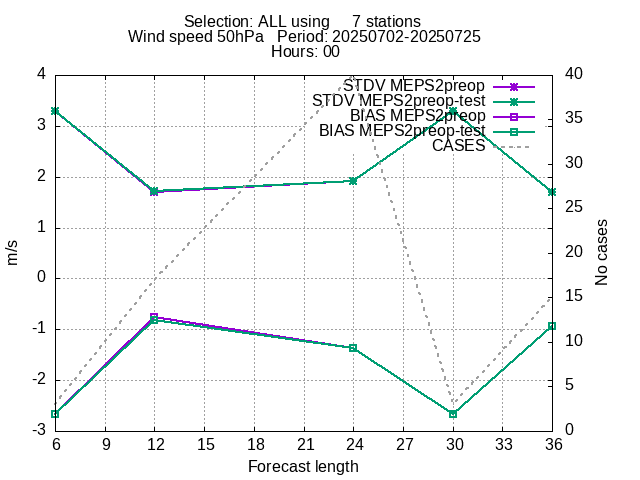 Selection: ALL using 7 stations
Wind speed 50hPa Period: 20250702-20250725
Hours: 00
STDV MEPS2preop
STDV MEPS2preop-test
BIAS MEPS2preop
BIAS MEPS2preop-test
CASES
4
3
2
1
0
-1
-2
-3
m/s
40
35
30
25
20
15
10
5
0
No cases
6 9 12 15 18 21 24 27 30 33 36
Forecast length